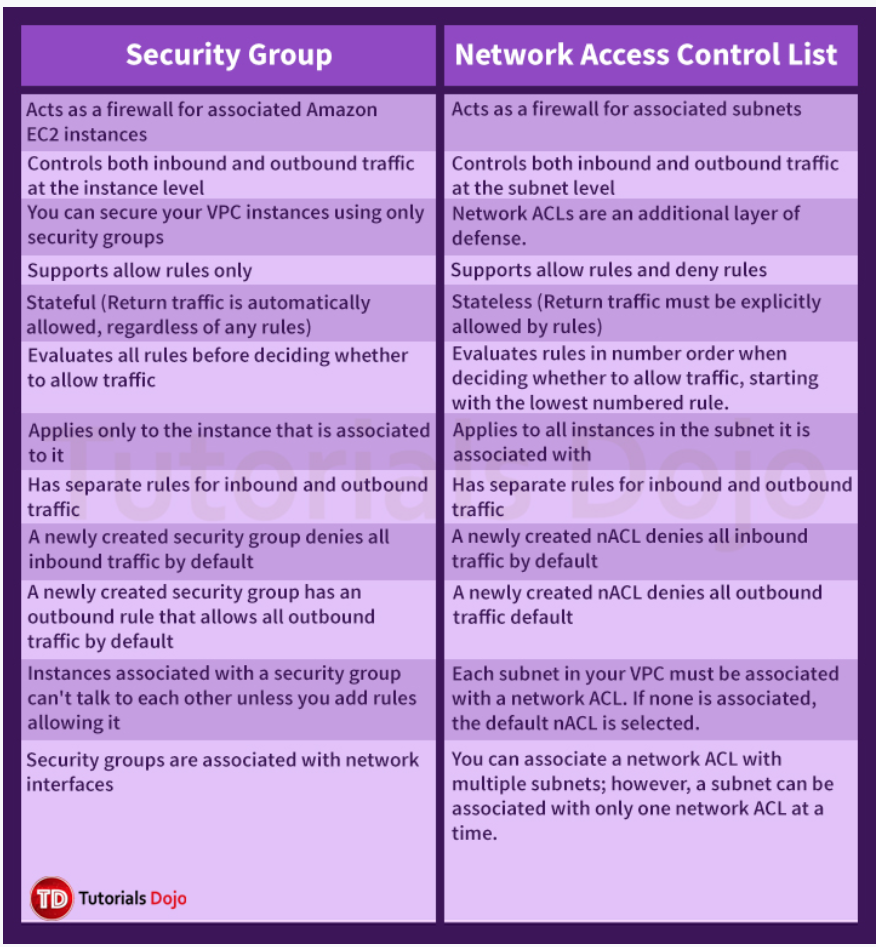 Security Group
Network Access Control List
Acts as a firewall for associated Amazon
EC2 instances
Acts as a firewall for associated subnets
Controls both inbound and outbound traffic
at the instance level
Controls both inbound and outbound traffic
at the subnet level
You can secure your VPC instances using only
security groups
Network ACLs are an additional layer of
defense.
Supports allow rules only
Supports allow rules and deny rules
Stateful (Return traffic is automatically
allowed, regardless of any rules)
Stateless (Return traffic must be explicitly
allowed by rules)
Evaluates all rules before deciding whether
to allow traffic
Evaluates rules in number order when
deciding whether to allow traffic, starting
with the lowest numbered rule.
Applies only to the instance that is associated
to it
Applies to all instances in the subnet it is
associated with
Has separate rules for inbound and outbound
traffic
Has separate rules for inbound and outbound
traffic
A newly created security group denies all
inbound traffic by default
A newly created nACL denies all inbound
traffic by default
A newly created security group has an
outbound rule that allows all outbound
traffic by default
A newly created nACL denies all outbound
traffic default
Instances associated with a security group
can't talk to each other unless you add rules
allowing it
Each subnet in your VPC must be associated
with a network ACL. If none is associated,
the default nACL is selected.
Security groups are associated with network
interfaces
You can associate a network ACL with
multiple subnets; however, a subnet can be
associated with only one network ACL at a
time.
Tutorials Dojo
TD Tutorials Dojo